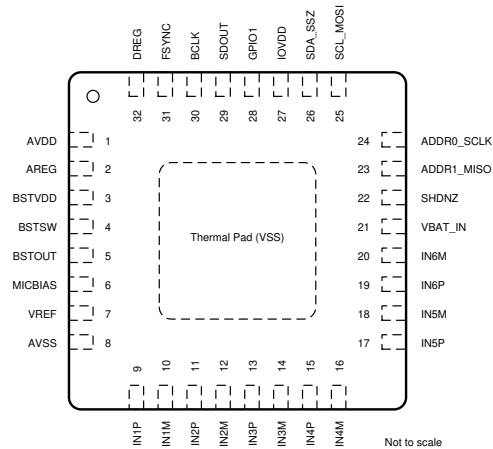 DREG
FSYNC
BCLK
SDOUT
GPIO1
IOVDD
SDA_SSZ
SCL_MOSI
32
31
30
29
28
27
26
25
AVDD 1
AREG 2
BSTVDD 3
BSTSW 4
BSTOUT 5
MICBIAS 6
VREF 7
AVSS 8
Thermal Pad (VSS)
24 ADDR0_SCLK
23 ADDR1_MISO
22 SHDNZ
21 VBAT_IN
20 IN6M
19 IN6P
18 IN5M
17 IN5P
9
10
11
12
13
14
15
16
IN1P
IN1M
IN2P
IN2M
IN3P
IN3M
IN4P
IN4M
Not to scale